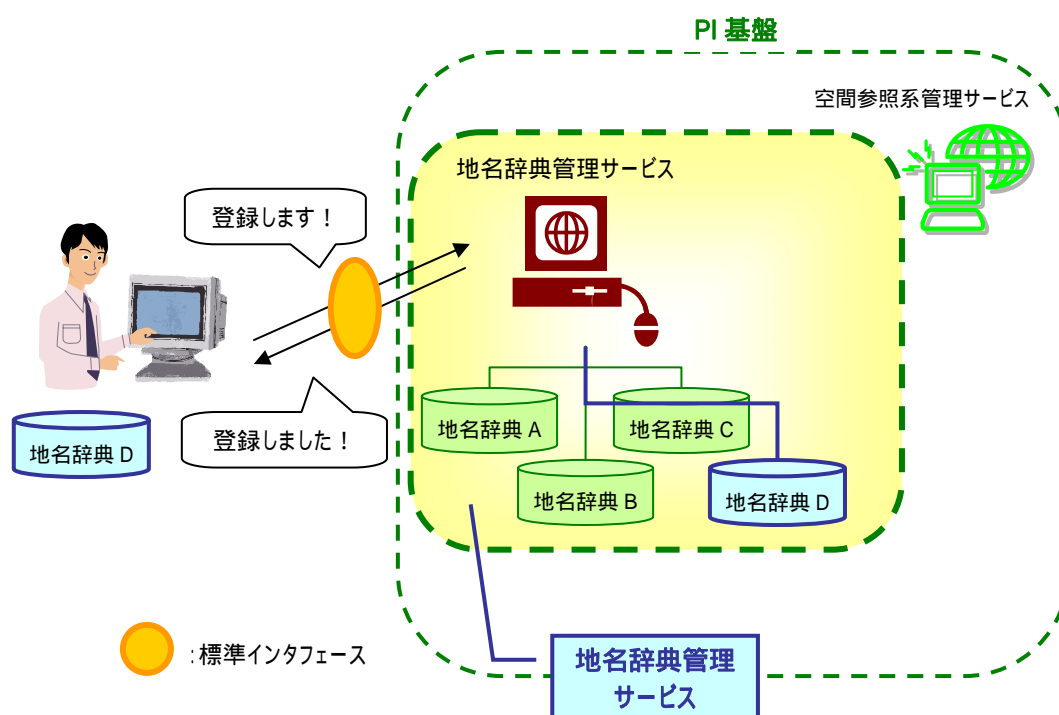 PI 基盤
空間参照系管理サービス
地名辞典管理サービス
登録します！
地名辞典 A
地名辞典 C
登録しました！
地名辞典 D
地名辞典 B
地名辞典 D
：標準インタフェース
地名辞典管理
サービス